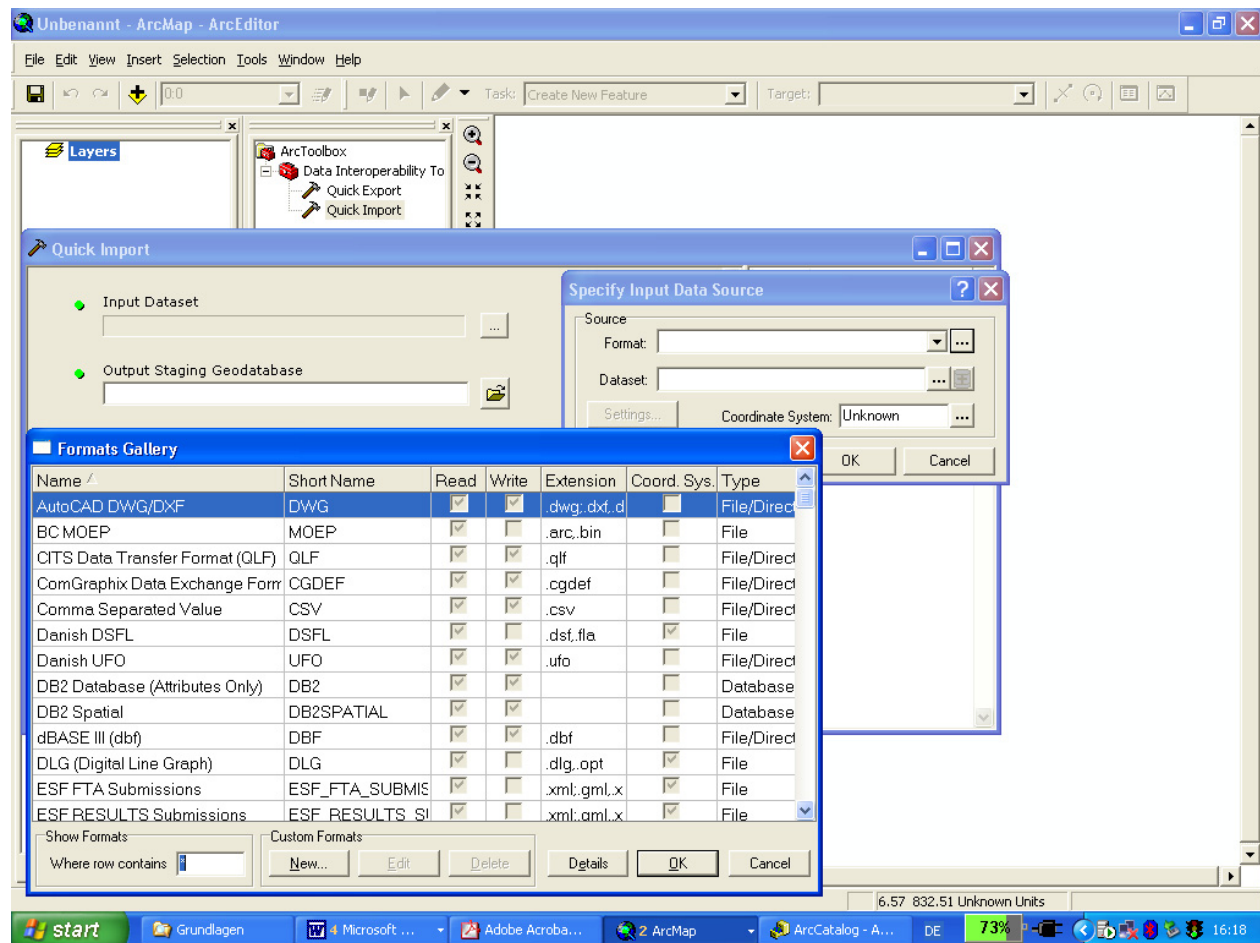 Unbenannt - ArcMap - ArcEditor
File Edit View Insert Selection Tools Window Help
0:0 Task: Create New Feature Target:
Layers
ArcToolbox
Data Interoperability To
Quick Export
Quick Import
Quick Import
Input Dataset
...
Output Staging Geodatabase
Specify Input Data Source
Source
Format: ...
Dataset: ...
Settings... Coordinate System: Unknown ...
OK Cancel
Formats Gallery
Name Short Name Read Write Extension Coord. Sys. Type
AutoCAD DWG/DXF DWG .dwg;.dxf,.d File/Direct
BC MOEP MOEP .arc,.bin File
CITS Data Transfer Format (QLF) QLF .qlf File/Direct
ComGraphix Data Exchange Form CGDEF .cgdef File/Direct
Comma Separated Value CSV .csv File/Direct
Danish DSFL DSFL .dsf,.fla File
Danish UFO UFO .ufo File/Direct
DB2 Database (Attributes Only) DB2 Database
DB2 Spatial DB2SPATIAL Database
dBASE III (dbf) DBF .dbf File/Direct
DLG (Digital Line Graph) DLG .dlg,.opt File
ESF FTA Submissions ESF_FTA_SUBMIS .xml;.gml,.x File
ESF RESULTS Submissions ESF_RESULTS_SU .xml;.gml,.x File
Show Formats
Where row contains *
Custom Formats
New... Edit Delete Details OK Cancel
6.57 832.51 Unknown Units
start Grundlagen 4 Microsoft ... Adobe Acroba... 2 ArcMap ArcCatalog - A... DE 73% 16:18